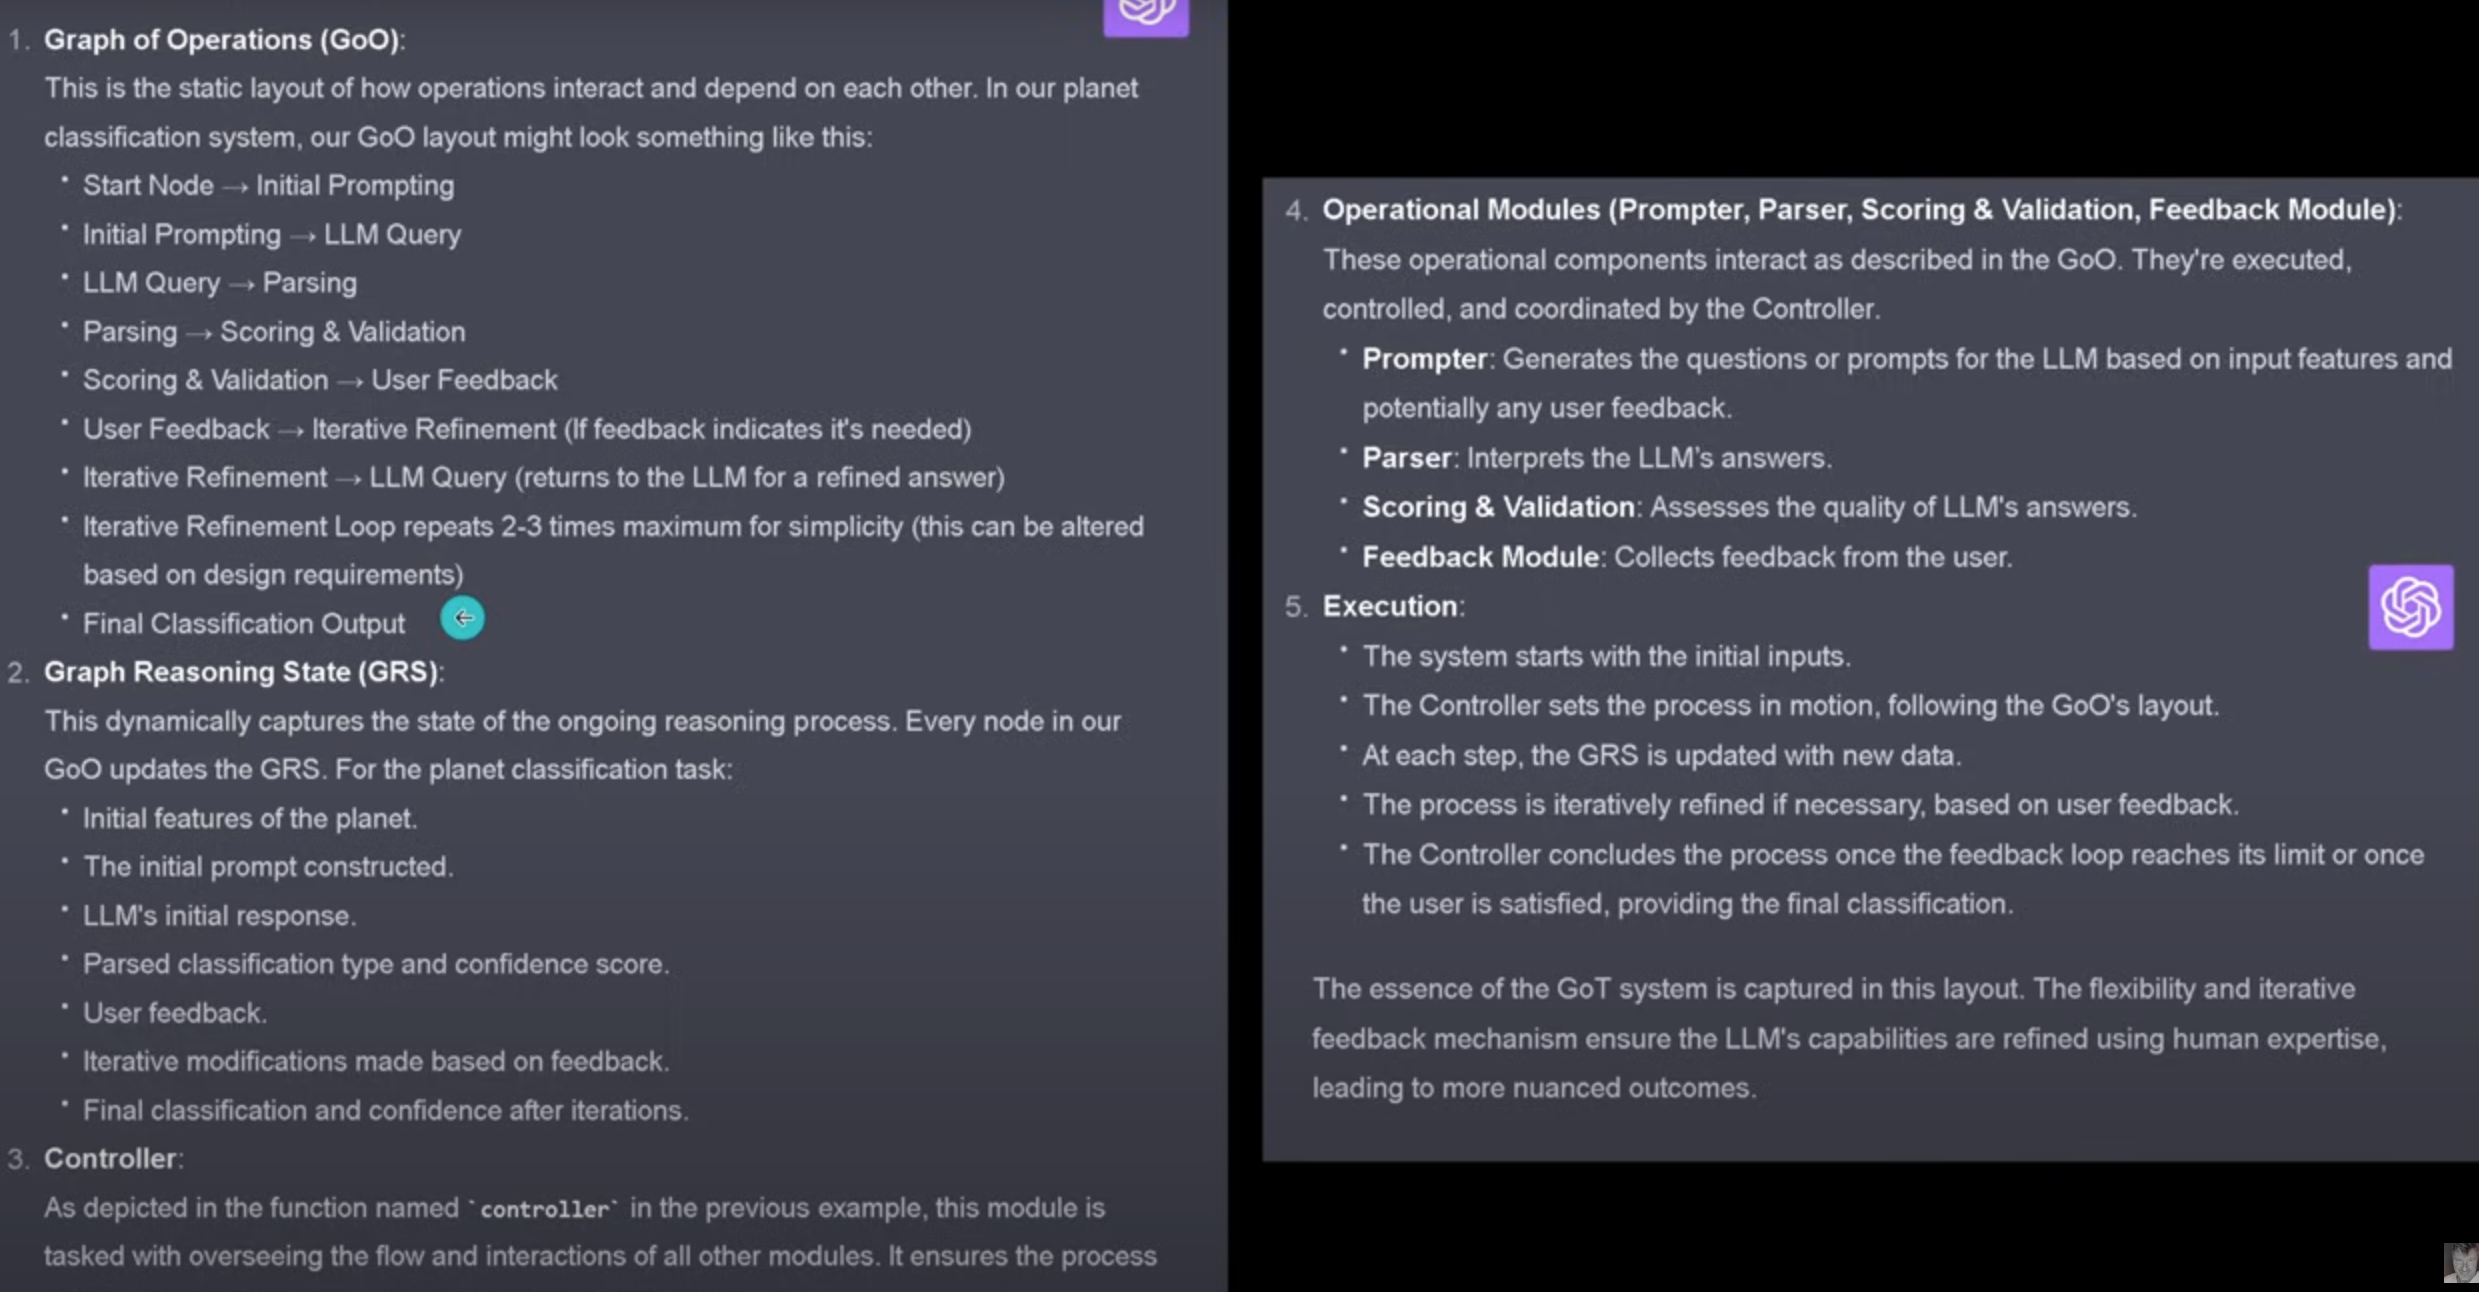 1. Graph of Operations (GoO):
This is the static layout of how operations interact and depend on each other. In our planet
classification system, our GoO layout might look something like this:
• Start Node → Initial Prompting
• Initial Prompting → LLM Query
• LLM Query → Parsing
• Parsing → Scoring & Validation
• Scoring & Validation → User Feedback
• User Feedback → Iterative Refinement (If feedback indicates it's needed)
• Iterative Refinement → LLM Query (returns to the LLM for a refined answer)
• Iterative Refinement Loop repeats 2-3 times maximum for simplicity (this can be altered
based on design requirements)
• Final Classification Output
2. Graph Reasoning State (GRS):
This dynamically captures the state of the ongoing reasoning process. Every node in our
GoO updates the GRS. For the planet classification task:
• Initial features of the planet.
• The initial prompt constructed.
• LLM's initial response.
• Parsed classification type and confidence score.
• User feedback.
• Iterative modifications made based on feedback.
• Final classification and confidence after iterations.
3. Controller:
As depicted in the function named `controller` in the previous example, this module is
tasked with overseeing the flow and interactions of all other modules. It ensures the process
4. Operational Modules (Prompter, Parser, Scoring & Validation, Feedback Module):
These operational components interact as described in the GoO. They're executed,
controlled, and coordinated by the Controller.
• Prompter: Generates the questions or prompts for the LLM based on input features and
potentially any user feedback.
• Parser: Interprets the LLM's answers.
• Scoring & Validation: Assesses the quality of LLM's answers.
• Feedback Module: Collects feedback from the user.
5. Execution:
• The system starts with the initial inputs.
• The Controller sets the process in motion, following the GoO's layout.
• At each step, the GRS is updated with new data.
• The process is iteratively refined if necessary, based on user feedback.
• The Controller concludes the process once the feedback loop reaches its limit or once
the user is satisfied, providing the final classification.
The essence of the GoT system is captured in this layout. The flexibility and iterative
feedback mechanism ensure the LLM's capabilities are refined using human expertise,
leading to more nuanced outcomes.